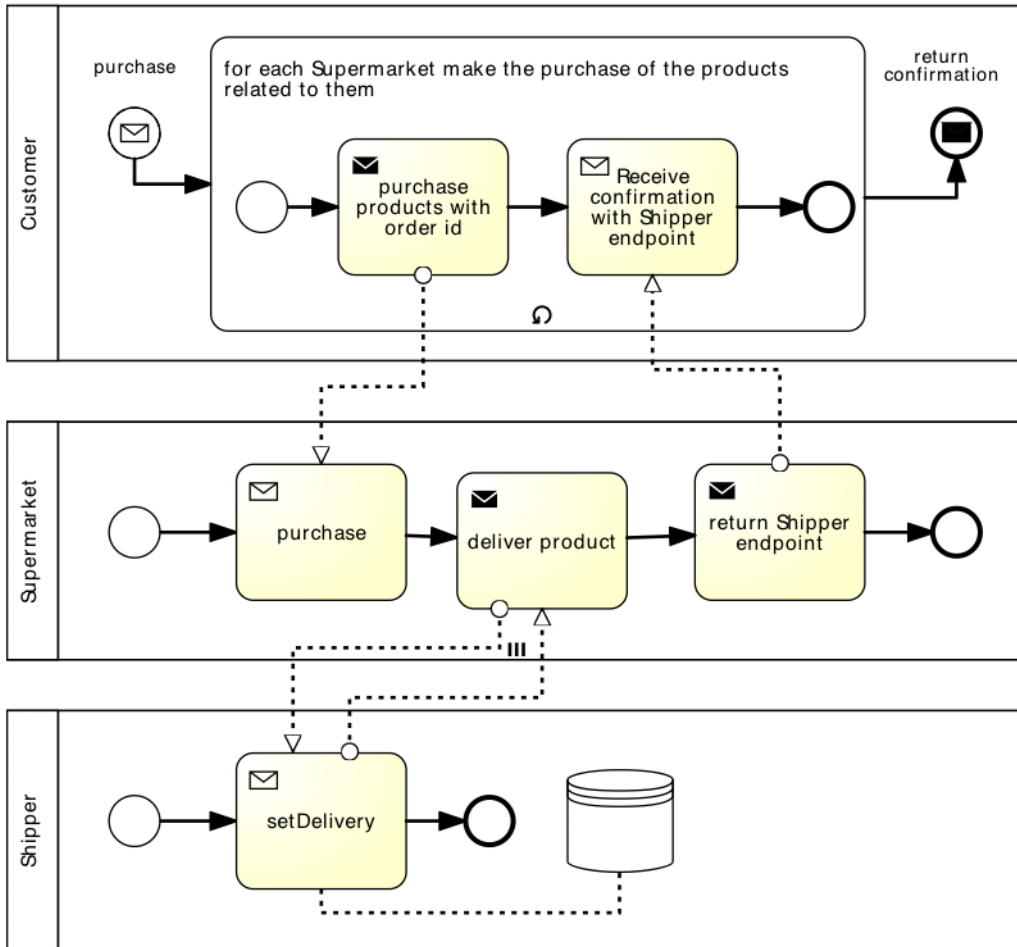 Customer
purchase
for each Supermarket make the purchase of the products
related to them
return
confirmation
purchase
products with
order id
Receive
confirmation
with Shipper
endpoint
Supermarket
purchase
deliver product
return Shipper
endpoint
Shipper
setDelivery